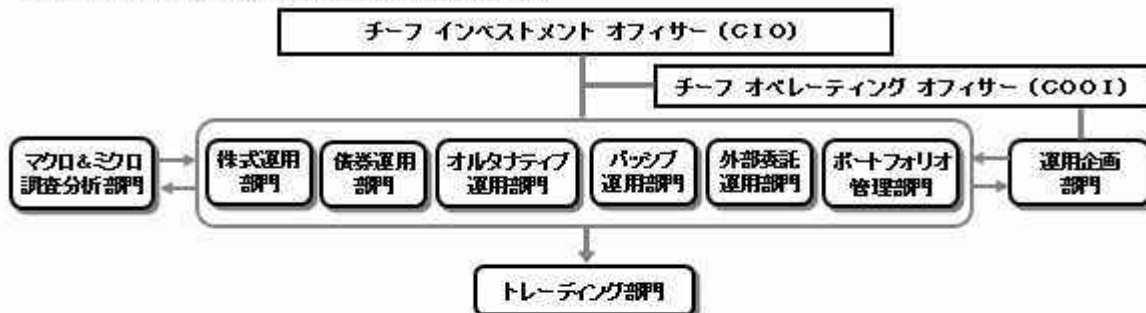 チーフ インベストメント オフィサー (CIO)
チーフ オペレーティング オフィサー (COOI)
マクロ&ミクロ
調査分析部門
株式運用
部門
債券運用
部門
オルタナティブ
運用部門
パッシブ
運用部門
外部委託
運用部門
ポートフォリオ
管理部門
運用企画
部門
トレーディング部門